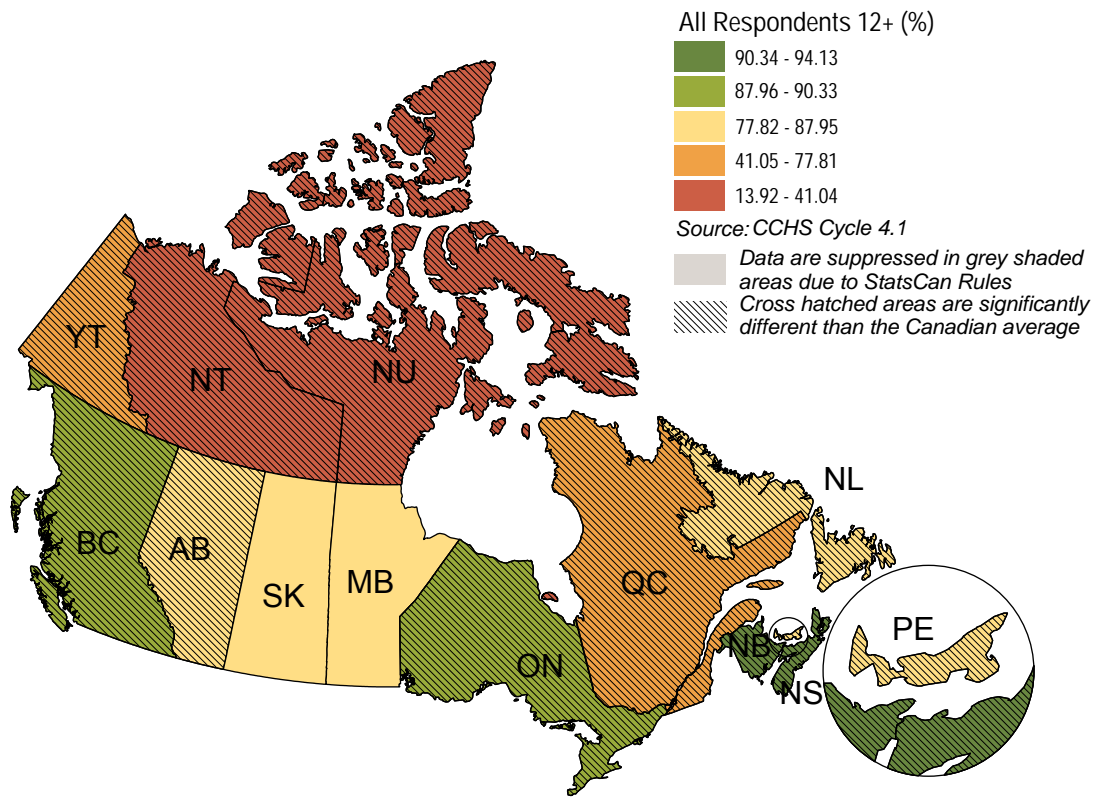 All Respondents 12+ (%)
90.34 - 94.13
87.96 - 90.33
77.82 - 87.95
41.05 - 77.81
13.92 - 41.04
Source: CCHS Cycle 4.1
Data are suppressed in grey shaded
areas due to StatsCan Rules
Cross hatched areas are significantly
different than the Canadian average
YT
NT
NU
NL
BC
AB
SK
MB
QC
ON
PE
NB
NS